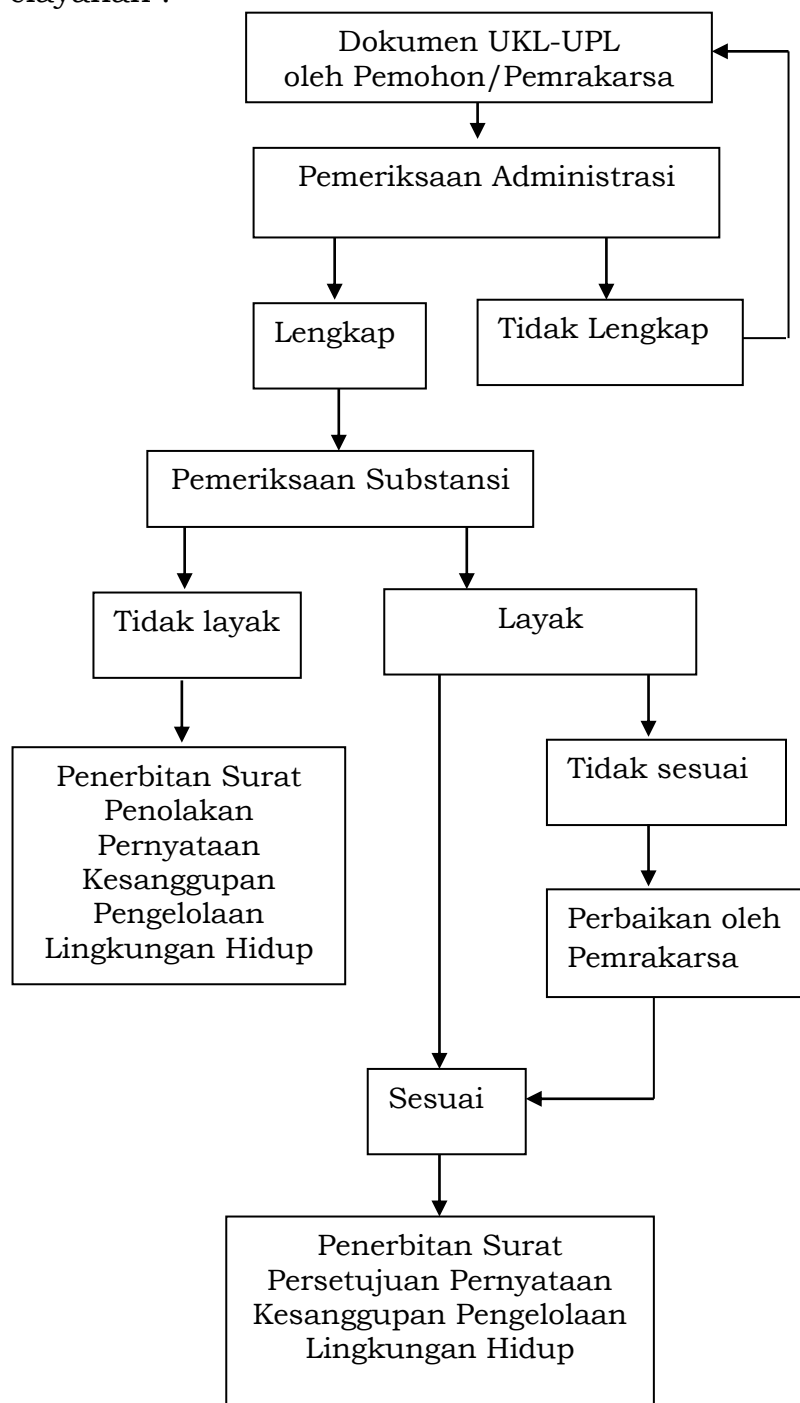 elayanan :
Dokumen UKL-UPL
oleh Pemohon/Pemrakarsa
Pemeriksaan Administrasi
Lengkap
Tidak Lengkap
Pemeriksaan Substansi
Tidak layak
Layak
Penerbitan Surat
Penolakan
Pernyataan
Kesanggupan
Pengelolaan
Lingkungan Hidup
Tidak sesuai
Perbaikan oleh
Pemrakarsa
Sesuai
Penerbitan Surat
Persetujuan Pernyataan
Kesanggupan Pengelolaan
Lingkungan Hidup